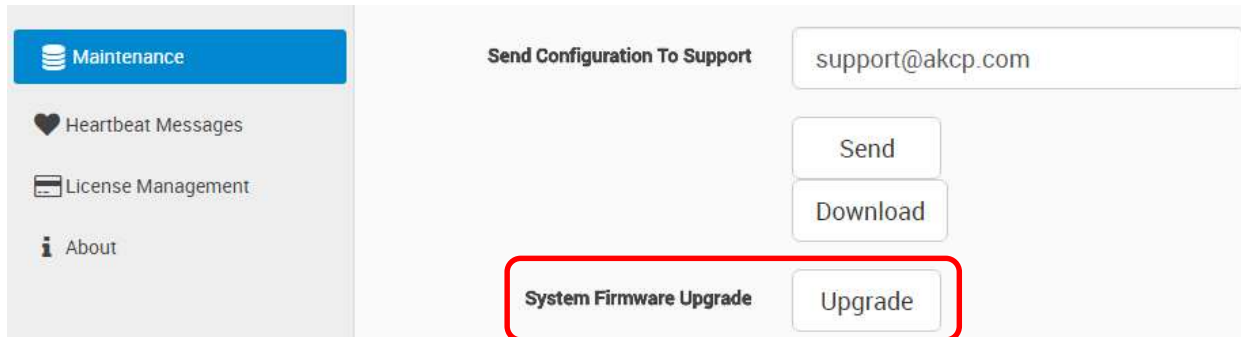 Maintenance
Heartbeat Messages
License Management
About
Send Configuration To Support
support@akcp.com
Send
Download
System Firmware Upgrade
Upgrade